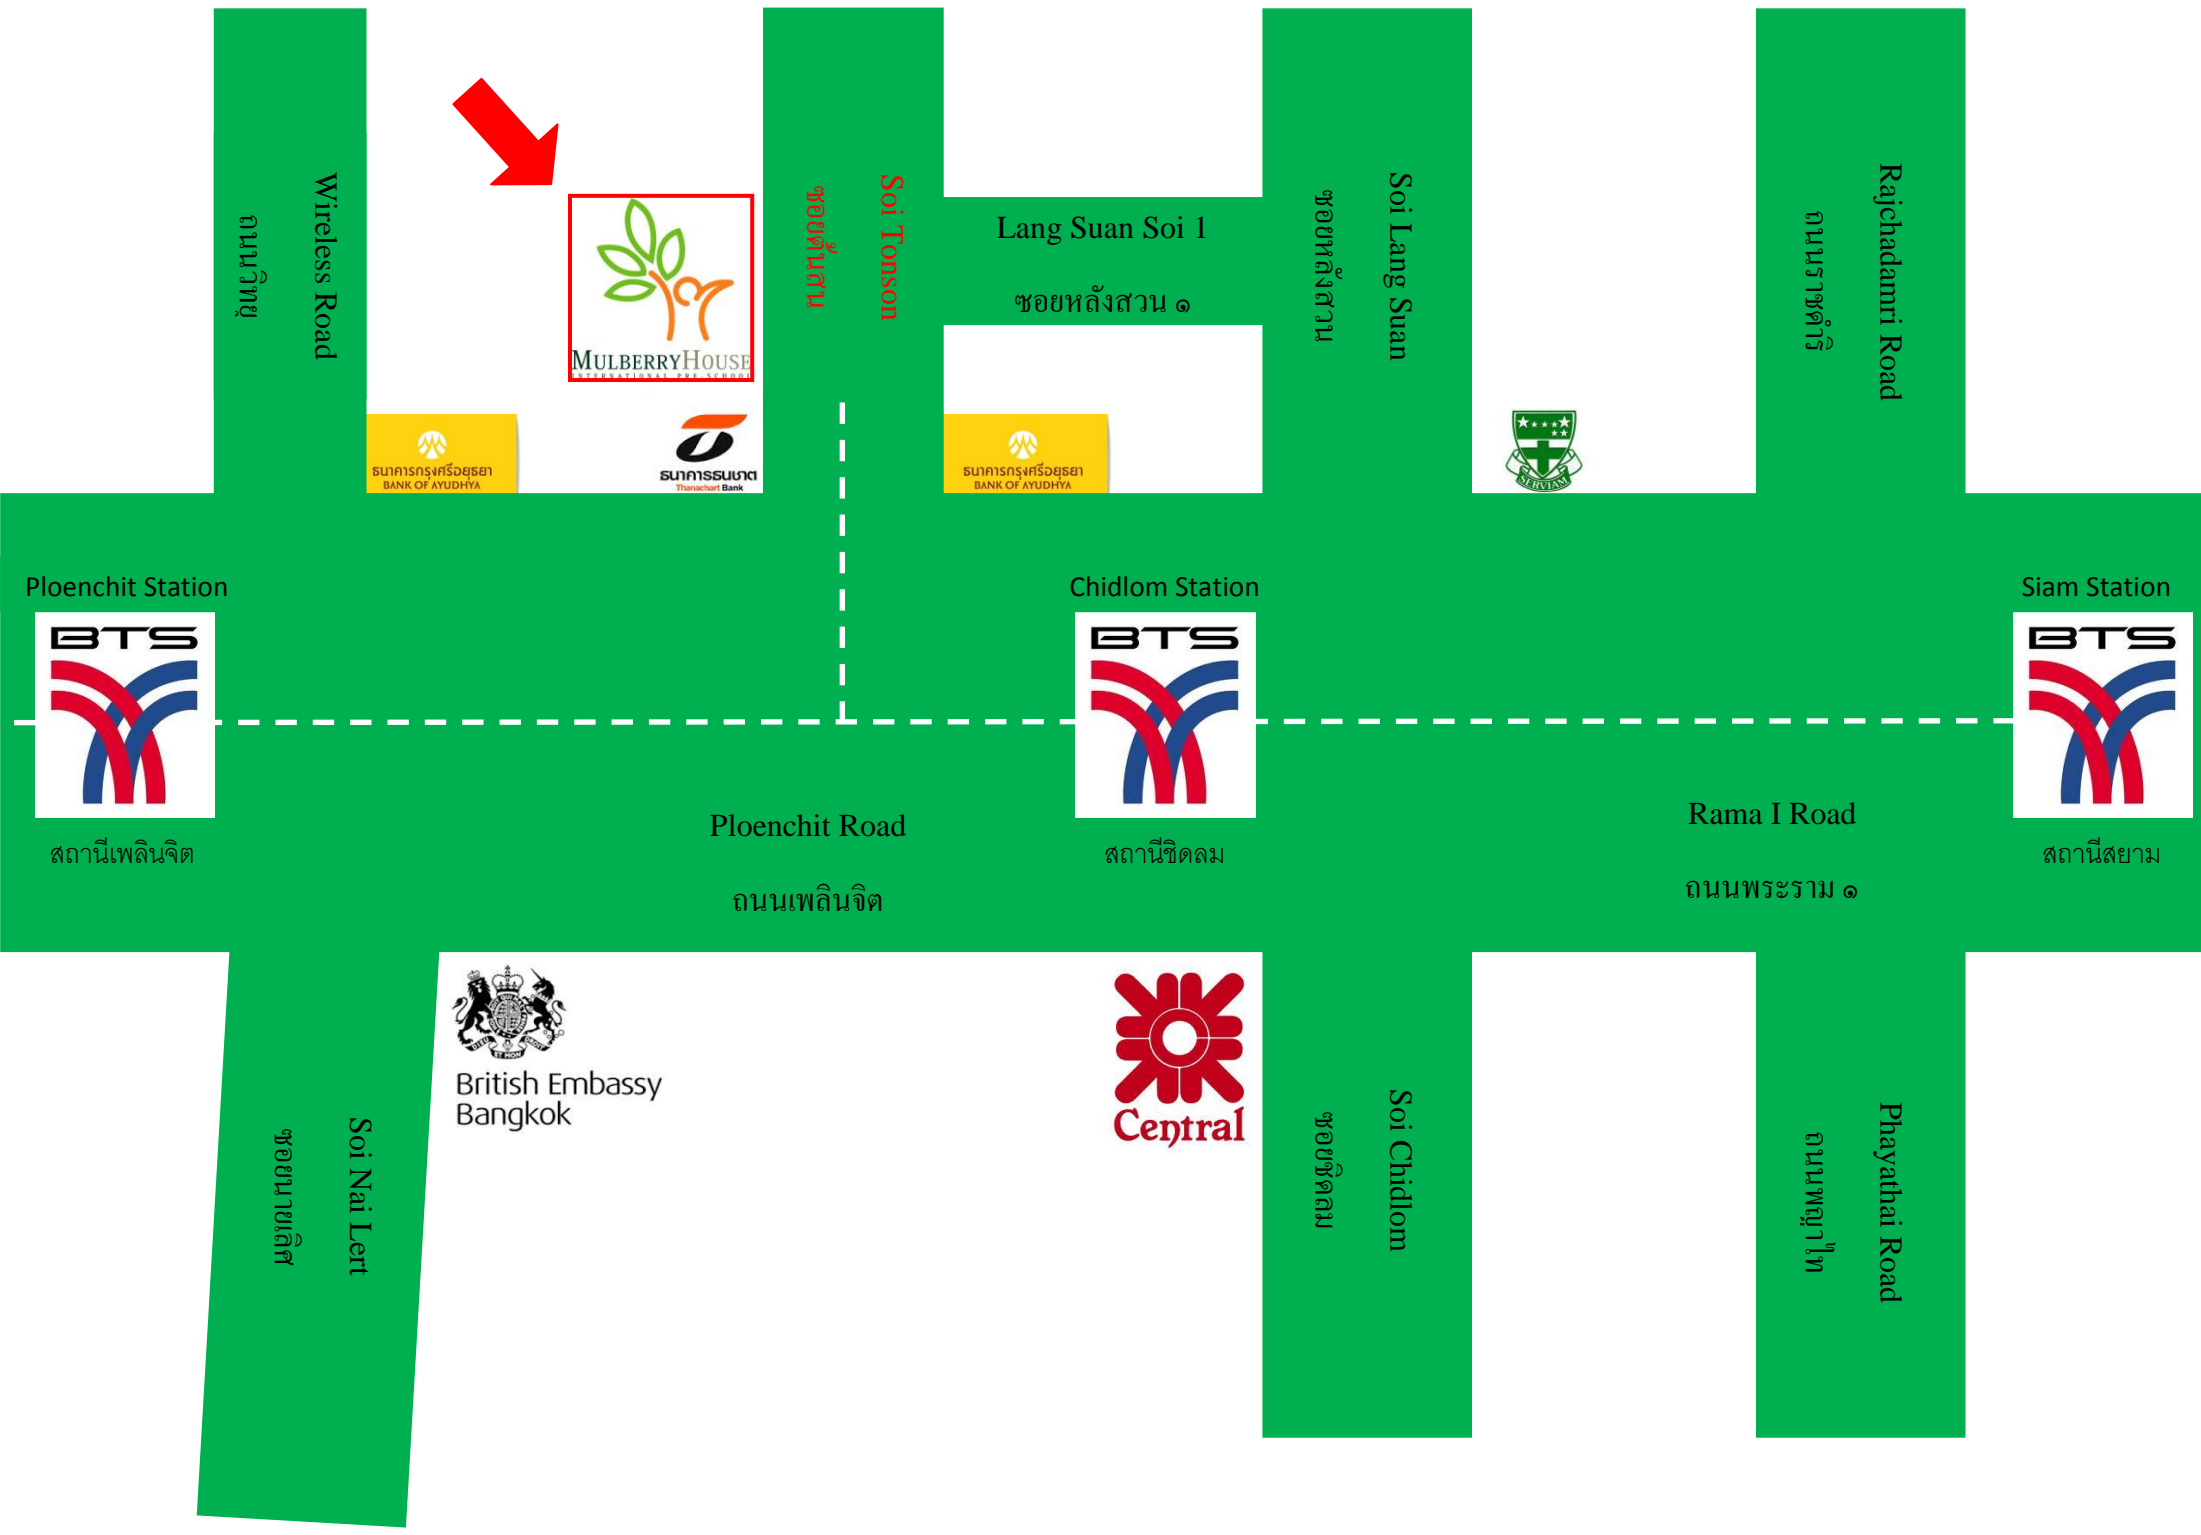 Wireless Road
ถนนวิทยุ
MULBERRYHOUSE
INTERNATIONAL PRE-SCHOOL
Soi Tonson
ซอยต้นสน
Lang Suan Soi 1
ซอยหลังสวน ๑
Soi Lang Suan
ซอยหลังสวน
Rajchadamri Road
ถนนราชดำริ
ธนาคารกรุงศรีอยุธยา
BANK OF AYUDHYA
ธนาคารธนชาต
Thanachart Bank
ธนาคารกรุงศรีอยุธยา
BANK OF AYUDHYA
SERVIAM
Ploenchit Station
BTS
สถานีเพลินจิต
Chidlom Station
BTS
สถานีชิดลม
Siam Station
BTS
สถานีสยาม
Ploenchit Road
ถนนเพลินจิต
Rama I Road
ถนนพระราม ๑
British Embassy
Bangkok
Central
Soi Nai Lert
ซอยนายเลิศ
Soi Chidlom
ซอยชิดลม
Phayathai Road
ถนนพญาไท